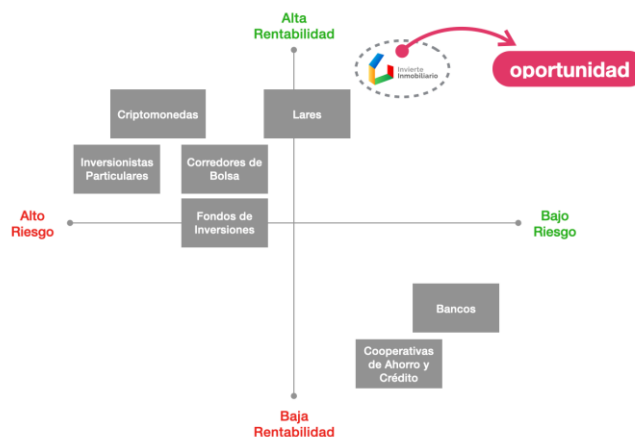 Alta
Rentabilidad
Invierte
Inmobiliario
oportunidad
Criptomonedas
Lares
Inversionistas
Particulares
Corredores de
Bolsa
Alto
Riesgo
Fondos de
Inversiones
Bajo
Riesgo
Bancos
Cooperativas
de Ahorro y
Crédito
Baja
Rentabilidad